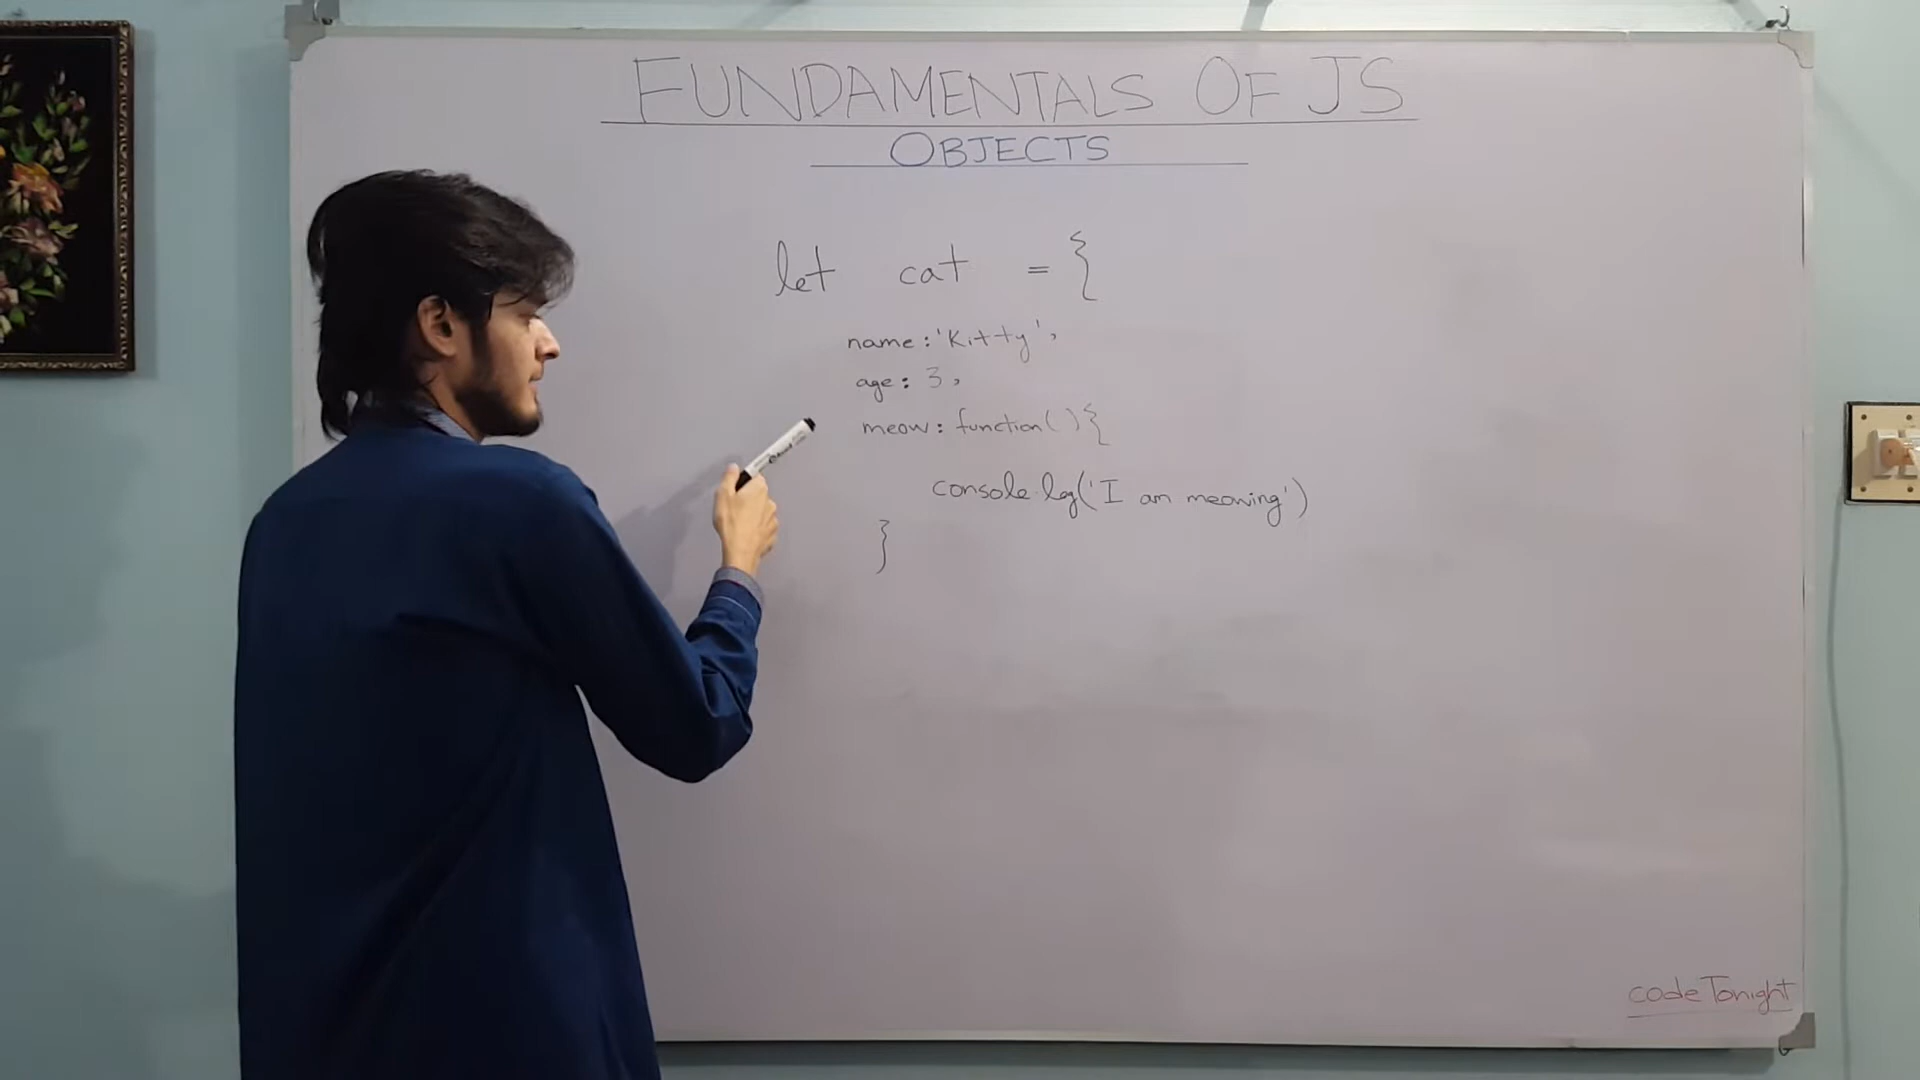 FUNDAMENTALS OF JS
OBJECTS
let cat = {
name: 'Kitty',
age: 3,
meow: function(){
console.log('I am meowing')
}
codeTonight